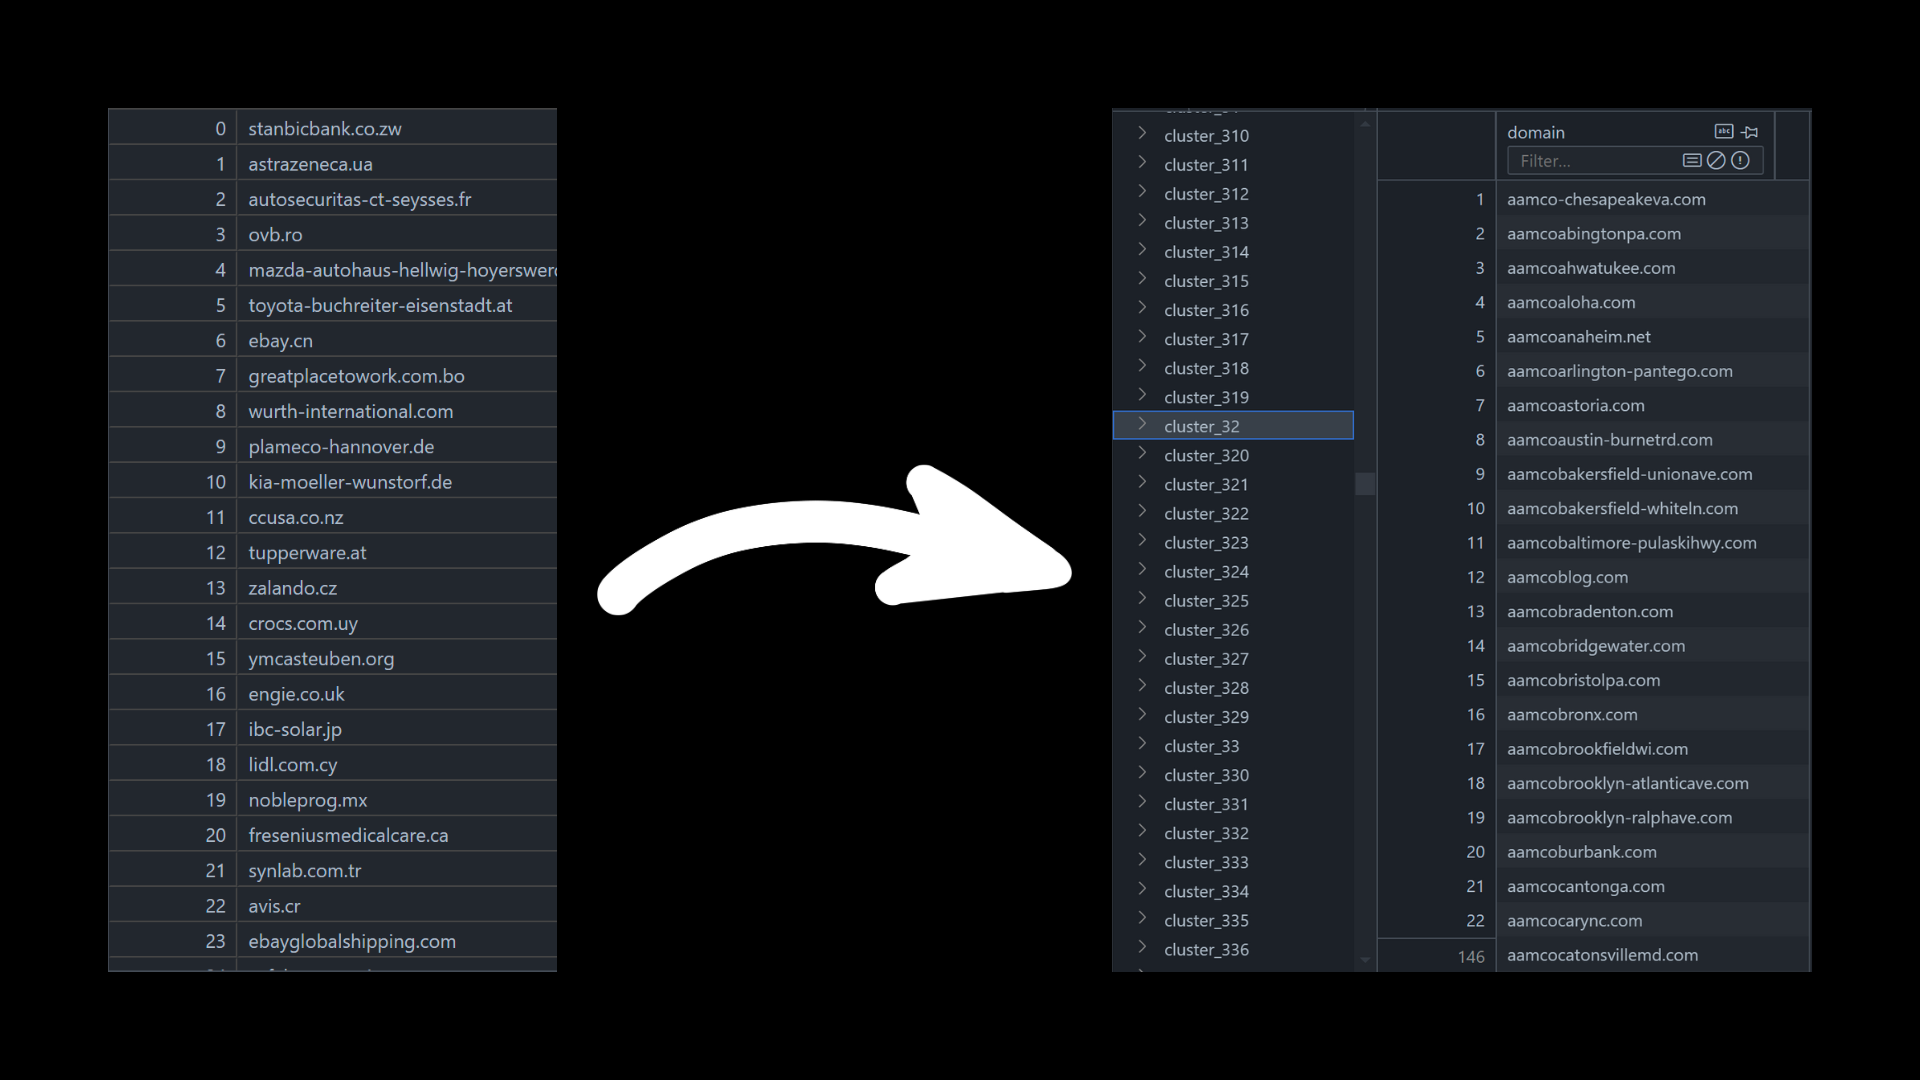 0 stanbicbank.co.zw
1 astrazeneca.ua
2 autosecuritas-ct-seysses.fr
3 ovb.ro
4 mazda-autohaus-hellwig-hoyerswer
5 toyota-buchreiter-eisenstadt.at
6 ebay.cn
7 greatplacetowork.com.bo
8 wurth-international.com
9 plameco-hannover.de
10 kia-moeller-wunstorf.de
11 ccusa.co.nz
12 tupperware.at
13 zalando.cz
14 crocs.com.uy
15 ymcasteuben.org
16 engie.co.uk
17 ibc-solar.jp
18 lidl.com.cy
19 nobleprog.mx
20 freseniusmedicalcare.ca
21 synlab.com.tr
22 avis.cr
23 ebayglobalshipping.com
cluster_310
cluster_311
cluster_312
cluster_313
cluster_314
cluster_315
cluster_316
cluster_317
cluster_318
cluster_319
cluster_32
cluster_320
cluster_321
cluster_322
cluster_323
cluster_324
cluster_325
cluster_326
cluster_327
cluster_328
cluster_329
cluster_33
cluster_330
cluster_331
cluster_332
cluster_333
cluster_334
cluster_335
cluster_336
domain abc
Filter...
1 aamco-chesapeakeva.com
2 aamcoabingtonpa.com
3 aamcoahwatukee.com
4 aamcoaloha.com
5 aamcoanaheim.net
6 aamcoarlington-pantego.com
7 aamcoastoria.com
8 aamcoaustin-burnetrd.com
9 aamcobakersfield-unionave.com
10 aamcobakersfield-whiteln.com
11 aamcobaltimore-pulaskihwy.com
12 aamcoblog.com
13 aamcobradenton.com
14 aamcobridgewater.com
15 aamcobristolpa.com
16 aamcobronx.com
17 aamcobrookfieldwi.com
18 aamcobrooklyn-atlanticave.com
19 aamcobrooklyn-ralphave.com
20 aamcoburbank.com
21 aamcocantonga.com
22 aamcocarync.com
146 aamcocatonsvillemd.com